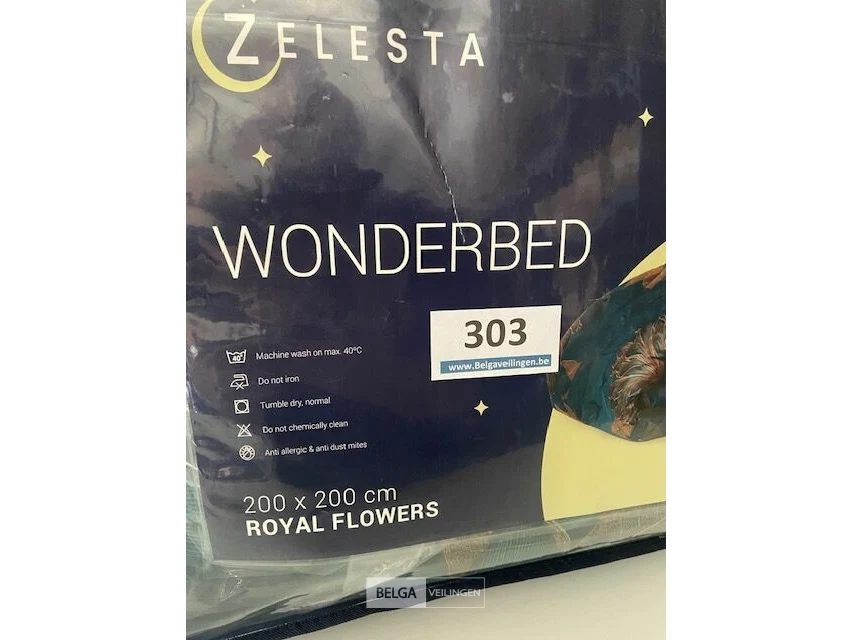 ZELESTA
WONDERBED
303
www.Belgaveilingen.be
40°
Machine wash on max. 40°C
Do not iron
Tumble dry, normal
Do not chemically clean
Anti allergic & anti dust mites
200 x 200 cm
ROYAL FLOWERS
BELGA VEILINGEN